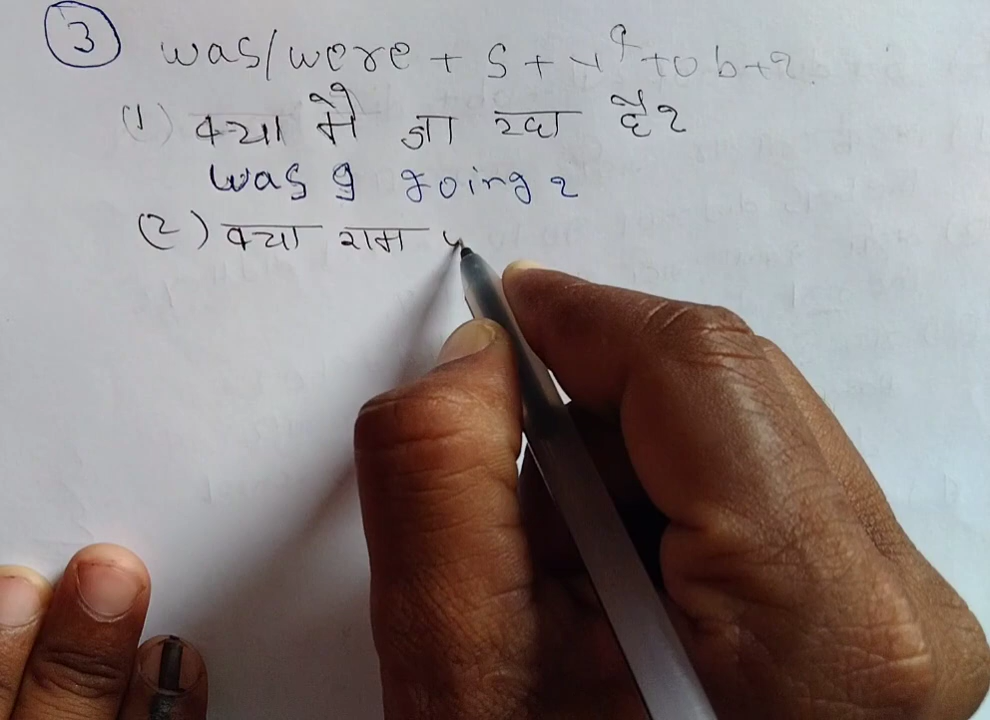 3 was/were + S + v⁴ + ob + ?
(1) क्या मैं जा रहा है?
was I going ?
(2) क्या राम